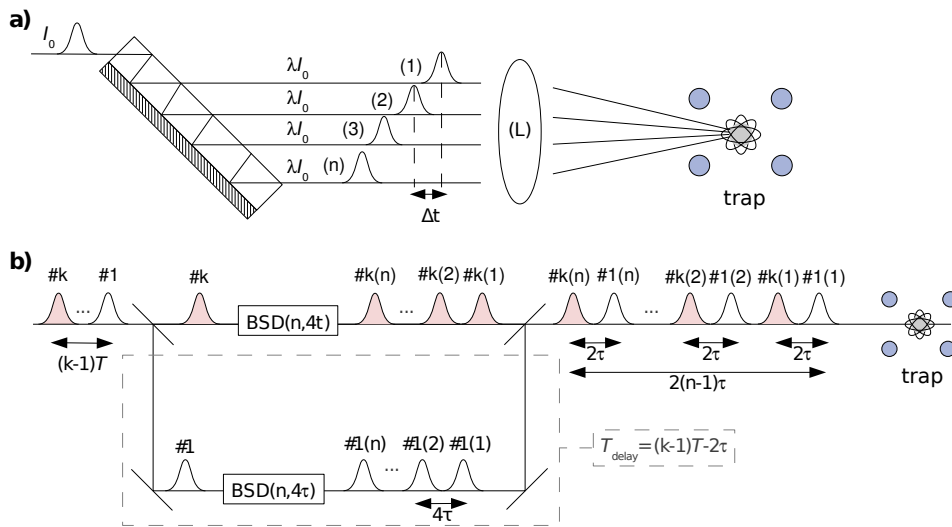 a)
I₀
λI₀ (1)
λI₀ (2)
λI₀ (3)
λI₀ (n)
(L)
Δt
trap
b)
#k #1 #k #k(n) #k(2) #k(1) #k(n) #1(n) #k(2) #1(2) #k(1) #1(1)
... BSD(n,4t) ... ...
(k-1)T 2τ 2τ 2τ
2(n-1)τ
trap
#1 #1(n) #1(2) #1(1)
T_delay=(k-1)T-2τ
BSD(n,4τ) ...
4τ